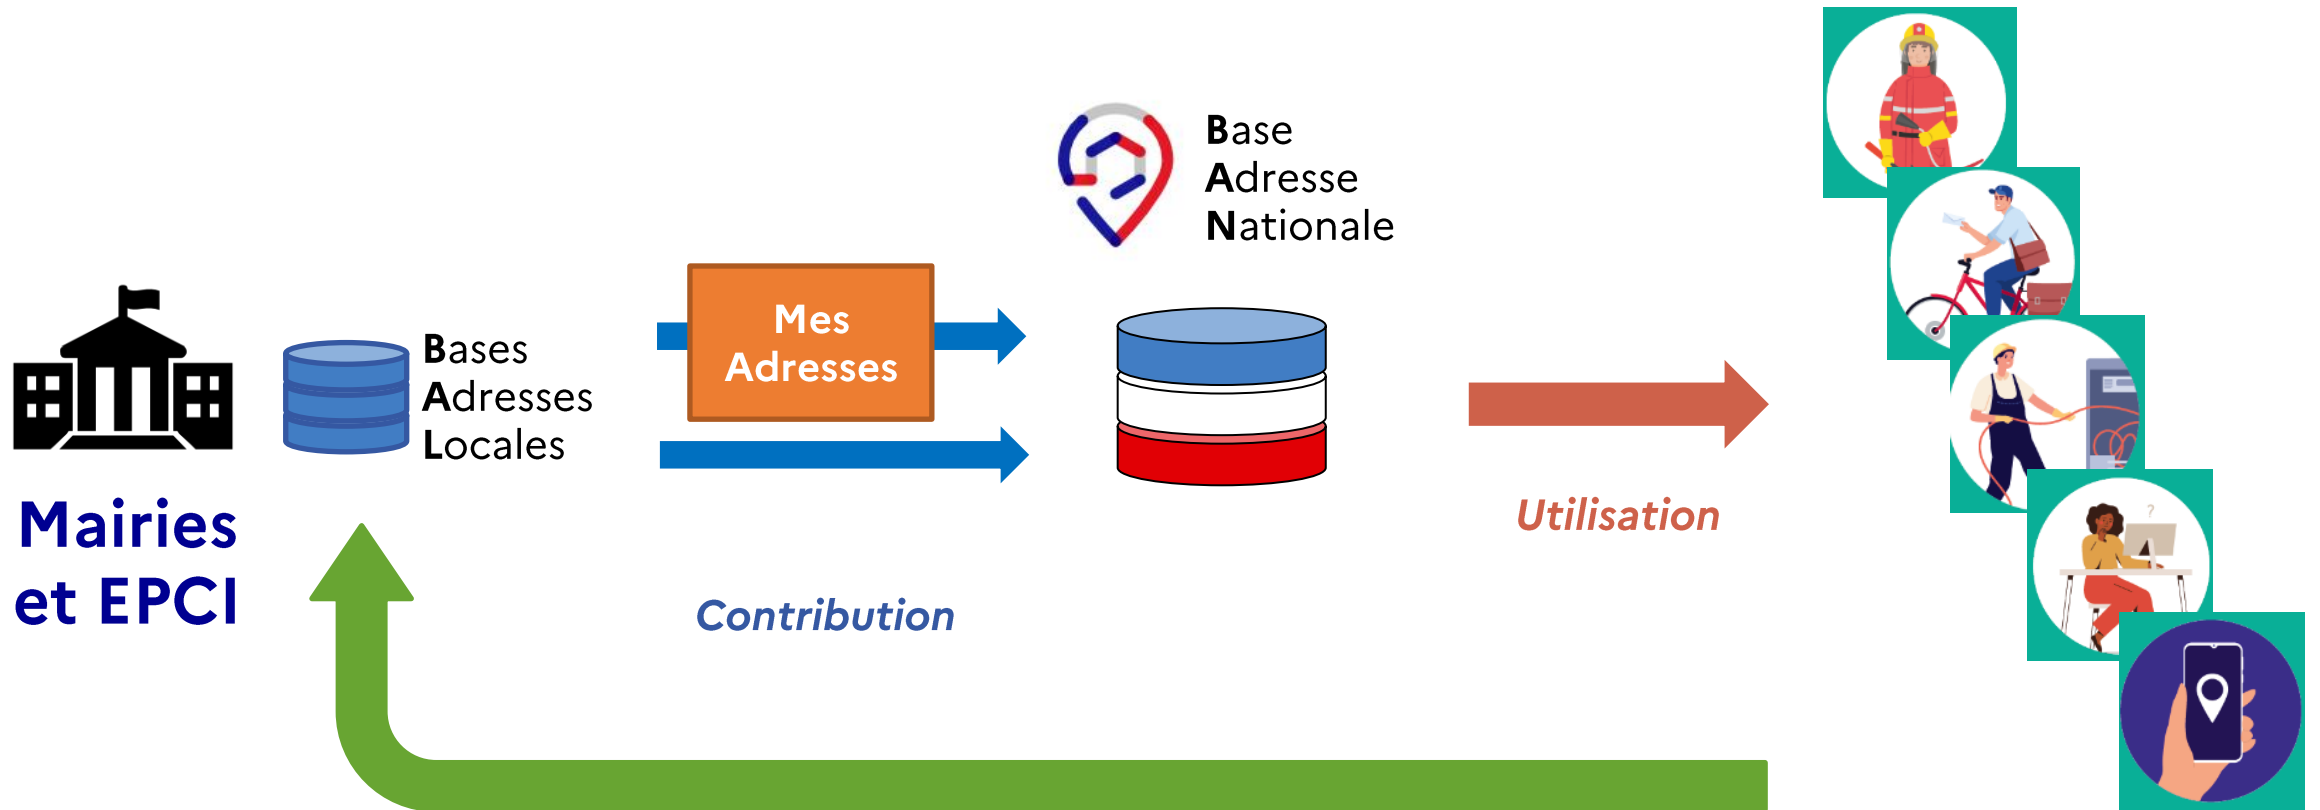 Mairies
et EPCI
Bases
Adresses
Locales
Mes
Adresses
Contribution
Base
Adresse
Nationale
Utilisation
?